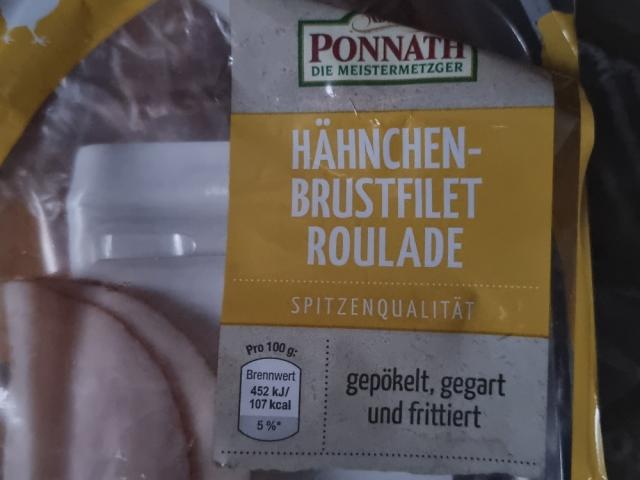 PONNATH
DIE MEISTERMETZGER
HÄHNCHEN-
BRUSTFILET
ROULADE
SPITZENQUALITÄT
Pro 100 g:
Brennwert
452 kJ/
107 kcal
5 %*
gepökelt, gegart
und frittiert